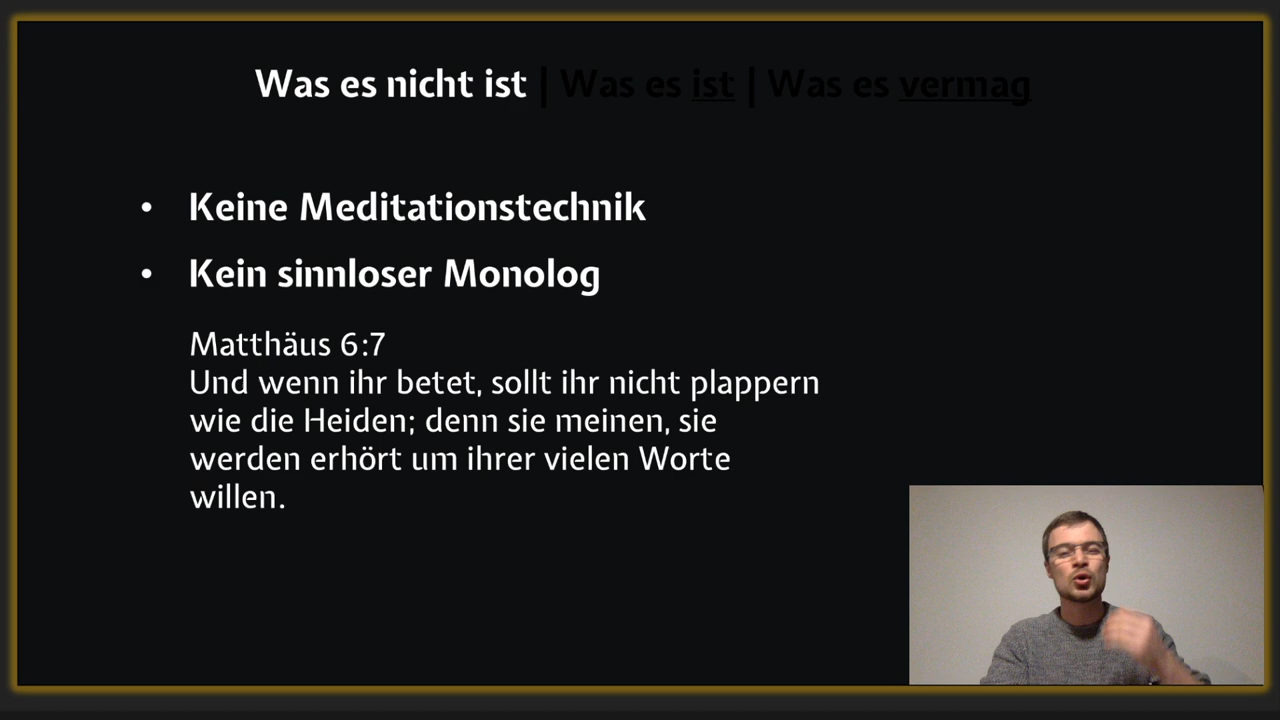 Was es nicht ist | Was es ist | Was es vermag
• Keine Meditationstechnik
• Kein sinnloser Monolog
Matthäus 6:7
Und wenn ihr betet, sollt ihr nicht plappern
wie die Heiden; denn sie meinen, sie
werden erhört um ihrer vielen Worte
willen.